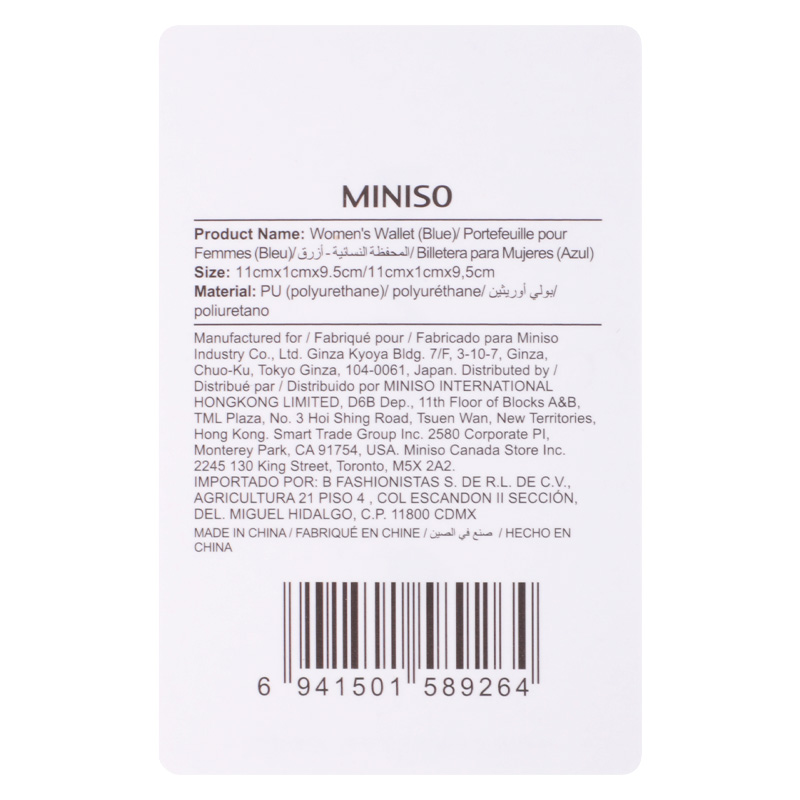 MINISO
Product Name: Women's Wallet (Blue)/ Portefeuille pour
Femmes (Bleu)/المحفظة النسائية - أزرق/ Billetera para Mujeres (Azul)
Size: 11cmx1cmx9.5cm/11cmx1cmx9,5cm
Material: PU (polyurethane)/ polyuréthane/ بولي أوريثين/
poliuretano
Manufactured for / Fabriqué pour / Fabricado para Miniso
Industry Co., Ltd. Ginza Kyoya Bldg. 7/F, 3-10-7, Ginza,
Chuo-Ku, Tokyo Ginza, 104-0061, Japan. Distributed by /
Distribué par / Distribuido por MINISO INTERNATIONAL
HONGKONG LIMITED, D6B Dep., 11th Floor of Blocks A&B,
TML Plaza, No. 3 Hoi Shing Road, Tsuen Wan, New Territories,
Hong Kong. Smart Trade Group Inc. 2580 Corporate Pl,
Monterey Park, CA 91754, USA. Miniso Canada Store Inc.
2245 130 King Street, Toronto, M5X 2A2.
IMPORTADO POR: B FASHIONISTAS S. DE R.L. DE C.V.,
AGRICULTURA 21 PISO 4 , COL ESCANDON II SECCIÓN,
DEL. MIGUEL HIDALGO, C.P. 11800 CDMX
MADE IN CHINA / FABRIQUÉ EN CHINE / صنع في الصين / HECHO EN
CHINA
6 941501 589264